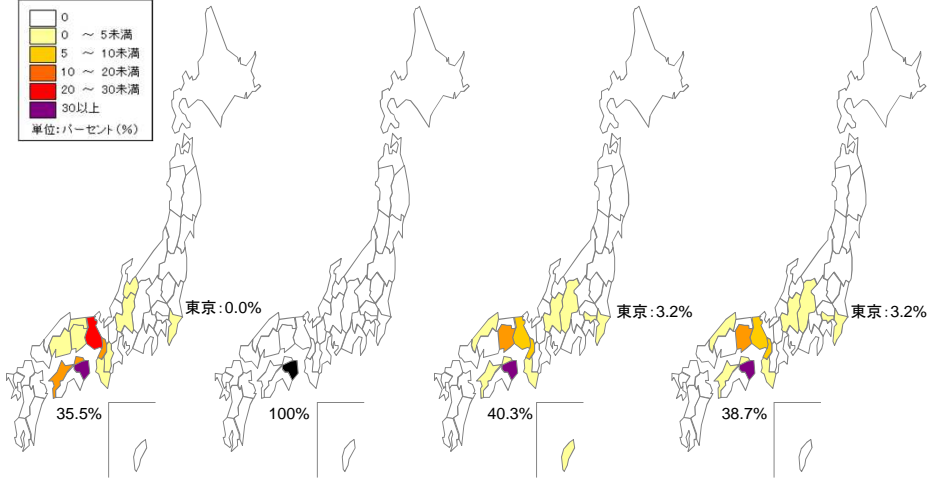 0
0 ～ 5未満
5 ～ 10未満
10 ～ 20未満
20 ～ 30未満
30以上
単位:パーセント(%)
東京:0.0%
東京:3.2%
東京:3.2%
35.5%
100%
40.3%
38.7%